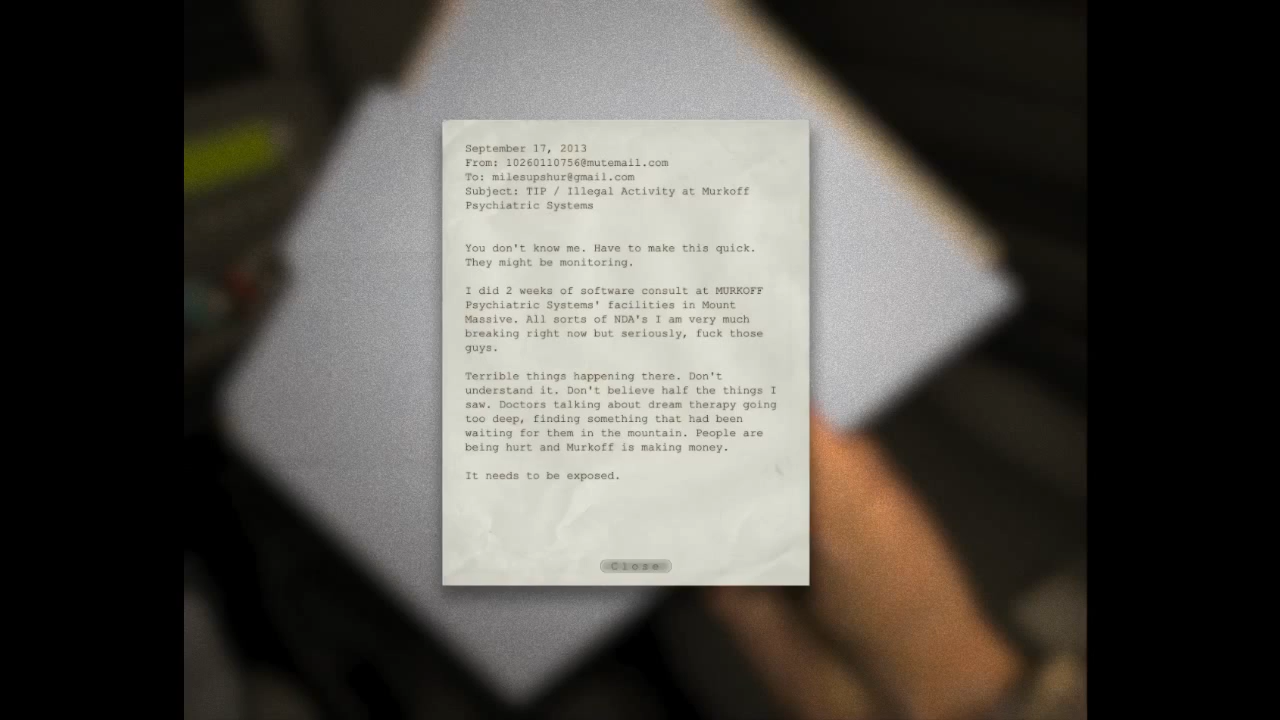 September 17, 2013
From: 10260110756@mutemail.com
To: milesupshur@gmail.com
Subject: TIP / Illegal Activity at Murkoff
Psychiatric Systems
You don't know me. Have to make this quick.
They might be monitoring.
I did 2 weeks of software consult at MURKOFF
Psychiatric Systems' facilities in Mount
Massive. All sorts of NDA's I am very much
breaking right now but seriously, fuck those
guys.
Terrible things happening there. Don't
understand it. Don't believe half the things I
saw. Doctors talking about dream therapy going
too deep, finding something that had been
waiting for them in the mountain. People are
being hurt and Murkoff is making money.
It needs to be exposed.
Close